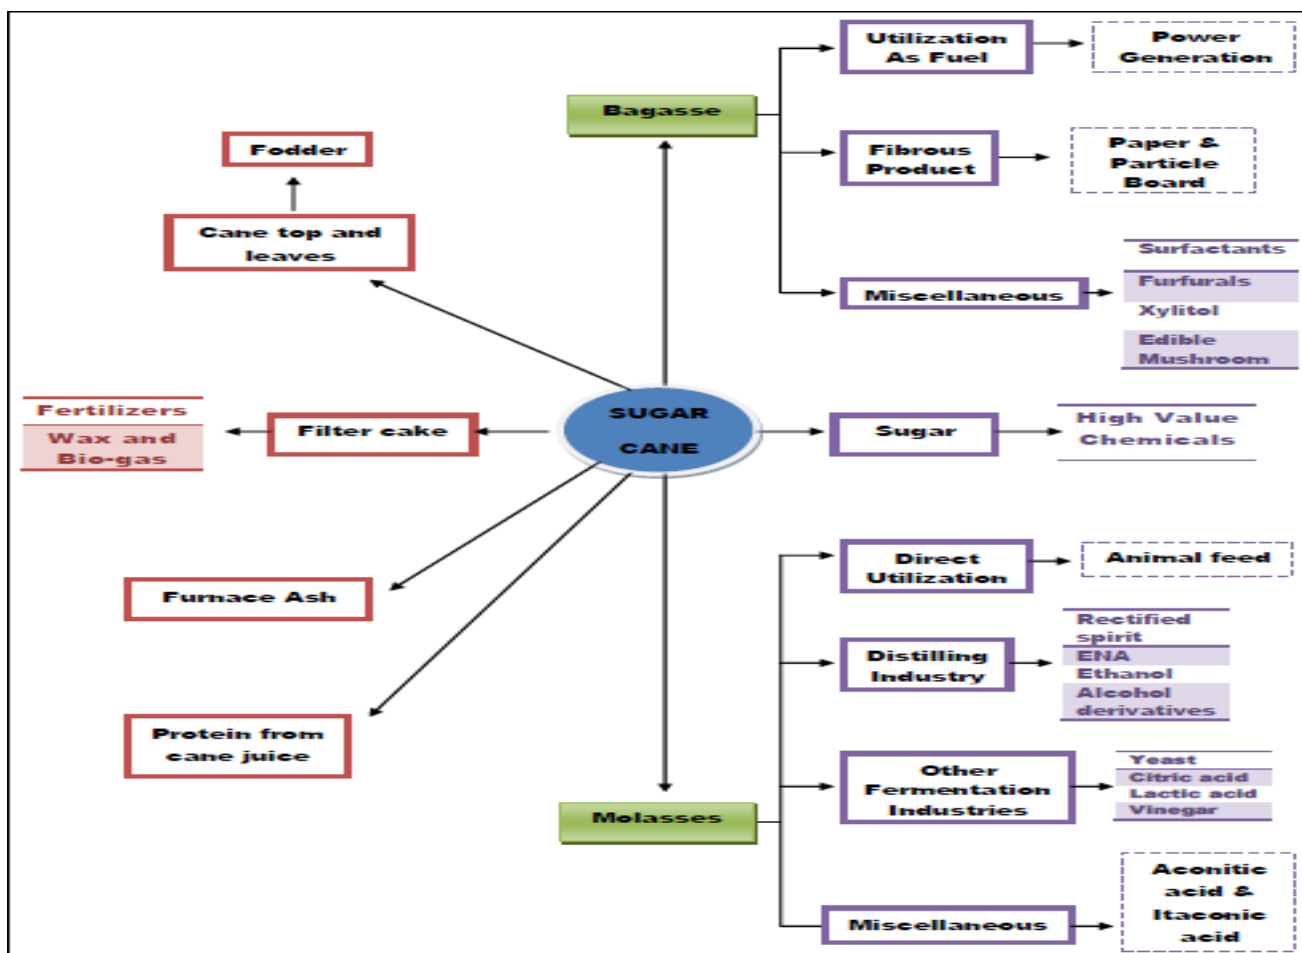 Utilization
As Fuel
Power
Generation
Bagasse
Fibrous
Product
Paper &
Particle
Board
Fodder
Cane top and
leaves
Miscellaneous
Surfactants
Furfurals
Xylitol
Edible
Mushroom
Fertilizers
Wax and
Bio-gas
Filter cake
SUGAR
CANE
Sugar
High Value
Chemicals
Furnace Ash
Protein from
cane juice
Molasses
Direct
Utilization
Animal feed
Distilling
Industry
Rectified
spirit
ENA
Ethanol
Alcohol
derivatives
Other
Fermentation
Industries
Yeast
Citric acid
Lactic acid
Vinegar
Miscellaneous
Aconitic
acid &
Itaconic
acid